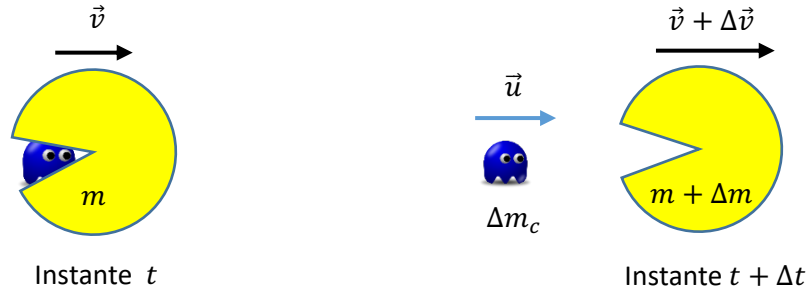 v⃗
m
Instante t
u⃗
Δm_c
v⃗ + Δv⃗
m + Δm
Instante t + Δt